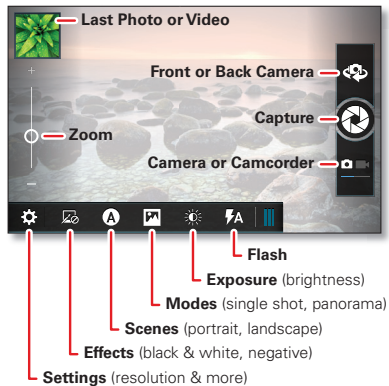 Last Photo or Video
Front or Back Camera
Capture
Zoom
Camera or Camcorder
Flash
Exposure (brightness)
Modes (single shot, panorama)
Scenes (portrait, landscape)
Effects (black & white, negative)
Settings (resolution & more)